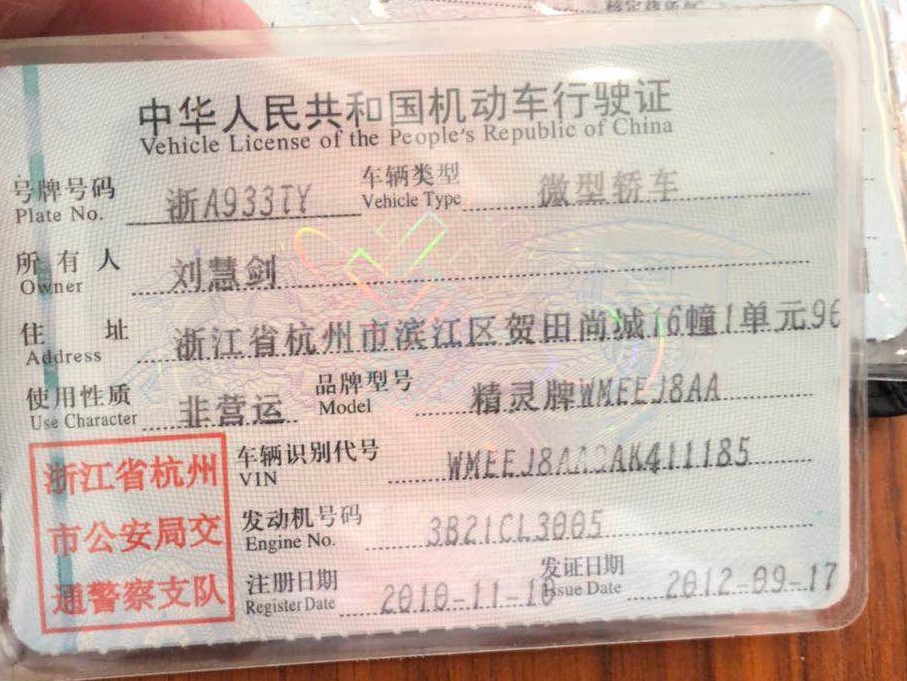 中华人民共和国机动车行驶证
Vehicle License of the People's Republic of China
号牌号码 浙A933TY 车辆类型 微型轿车
Plate No. Vehicle Type
所有人 刘慧剑
Owner
住址 浙江省杭州市滨江区贺田尚城16幢1单元96
Address
使用性质 非营运 品牌型号 精灵牌WMEEJ8AA
Use Character Model
浙江省杭州
市公安局交
通警察支队
车辆识别代号
VIN
发动机号码 3B21CL3005
Engine No.
注册日期 2010-11-10 发证日期 2012-09-17
Register Date Issue Date